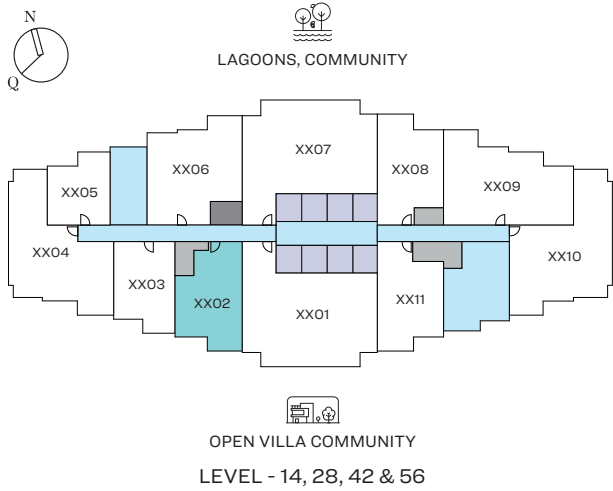 N
Q
LAGOONS, COMMUNITY
XX07
XX06
XX08
XX05
XX09
XX04
XX10
XX03
XX02
XX01
XX11
OPEN VILLA COMMUNITY
LEVEL - 14, 28, 42 & 56